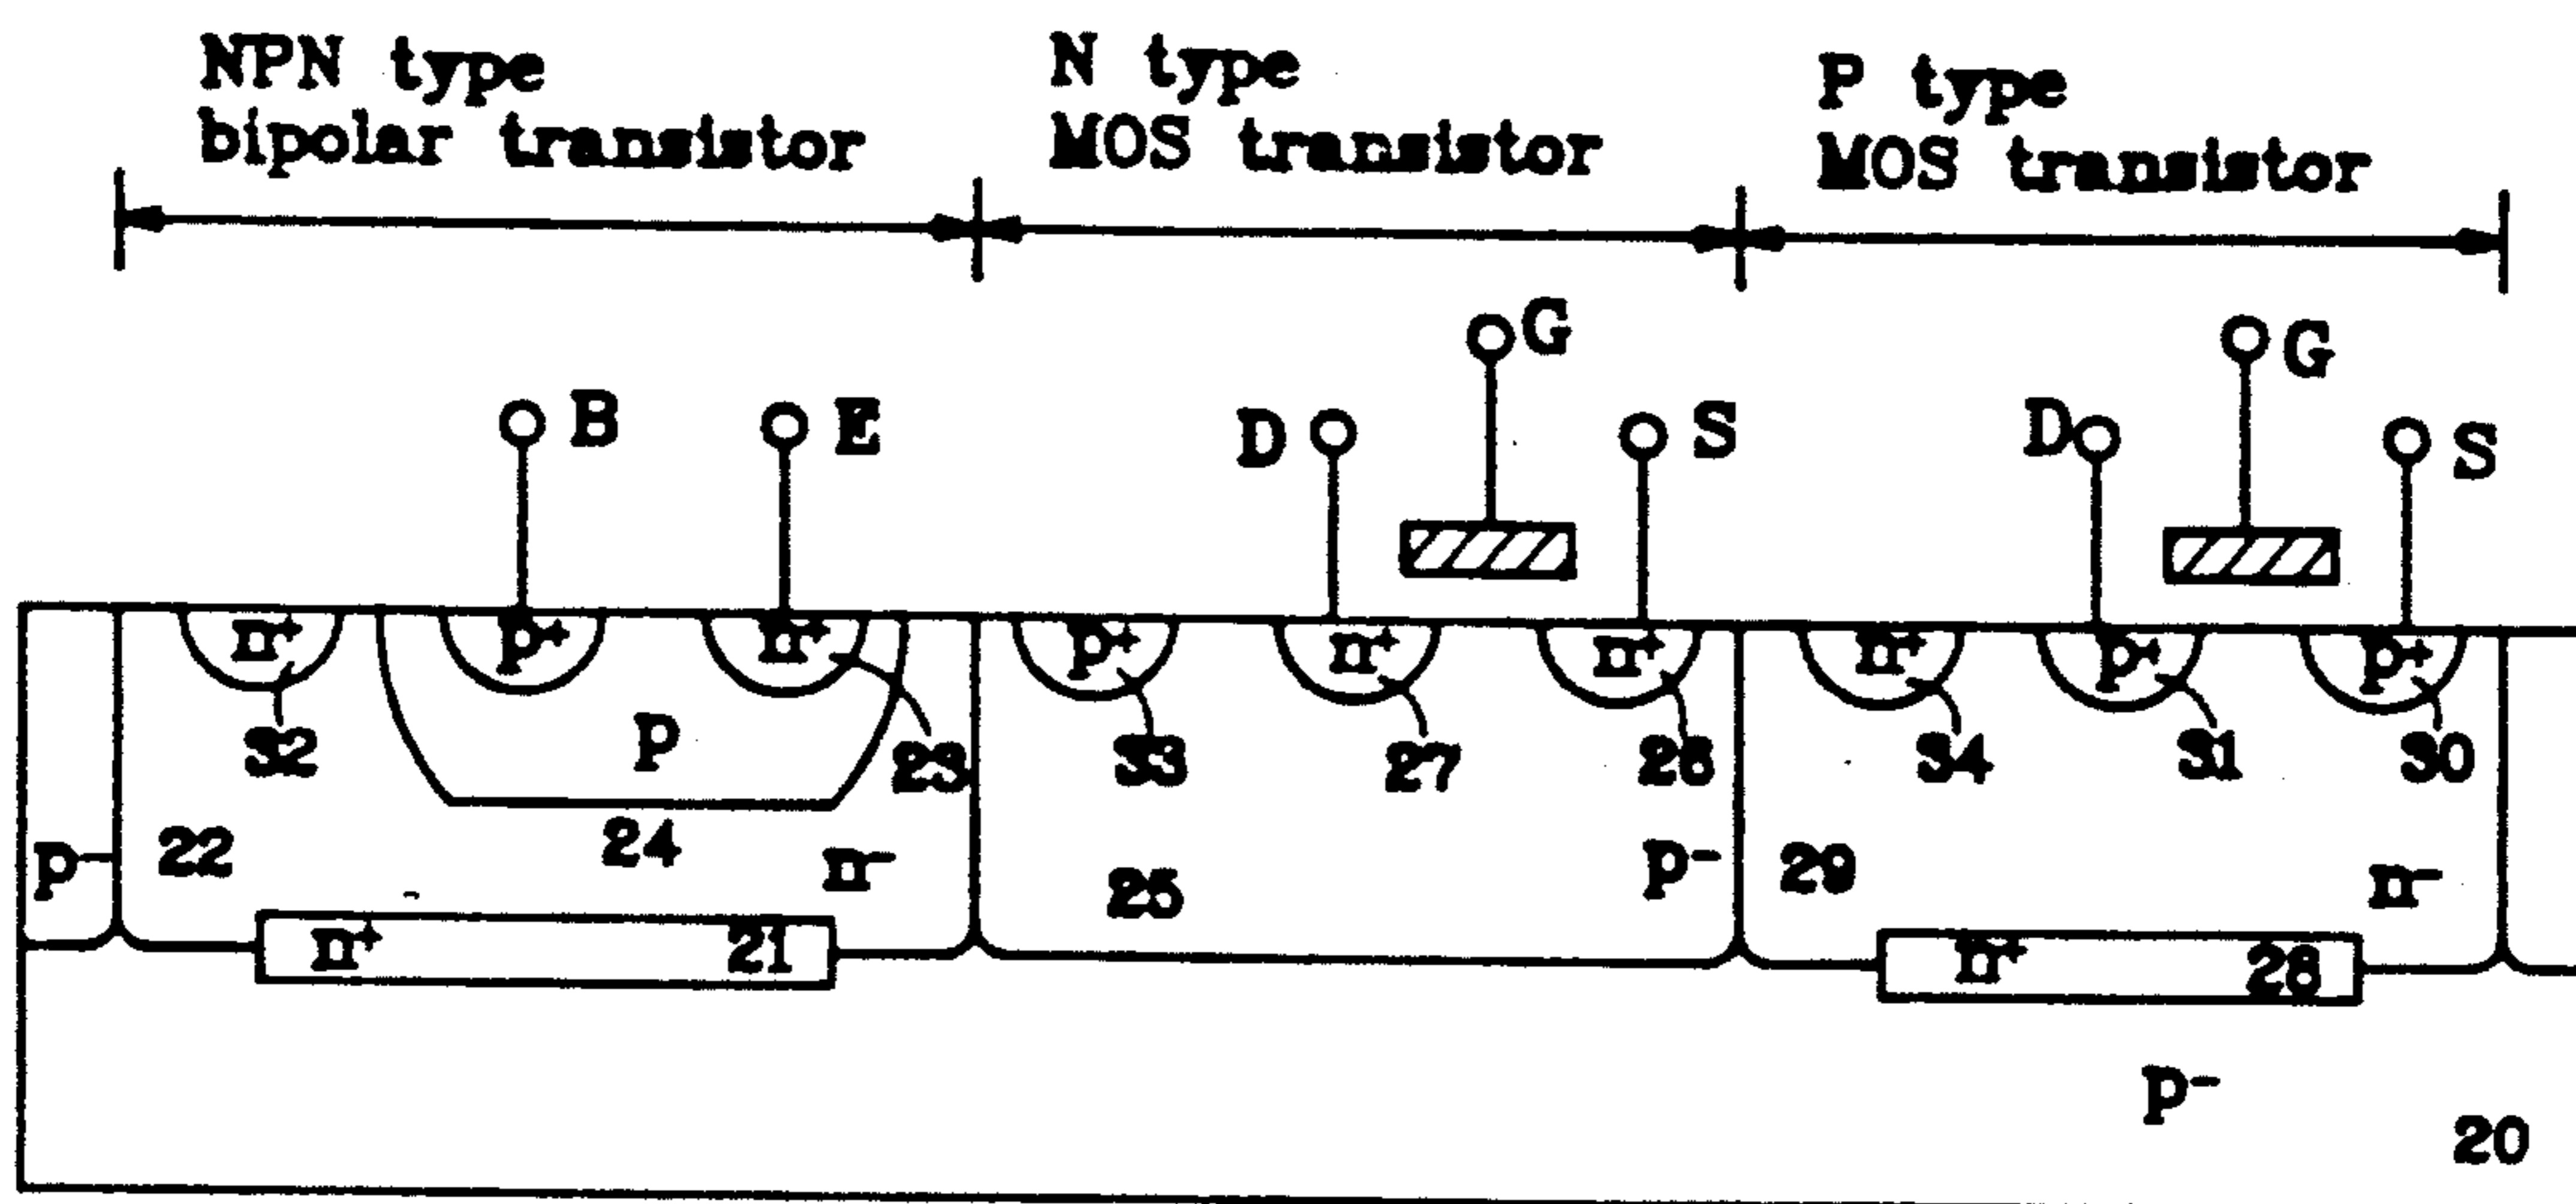 NPN type
bipolar transistor
N type
MOS transistor
P type
MOS transistor
G
G
B
E
D
S
D
S
n+
p+
n+
p+
n+
n+
n+
p+
p+
32
p
23
33
27
26
34
31
30
p-
22
24
n-
25
p-
29
n-
n+
21
n+
28
p-
20